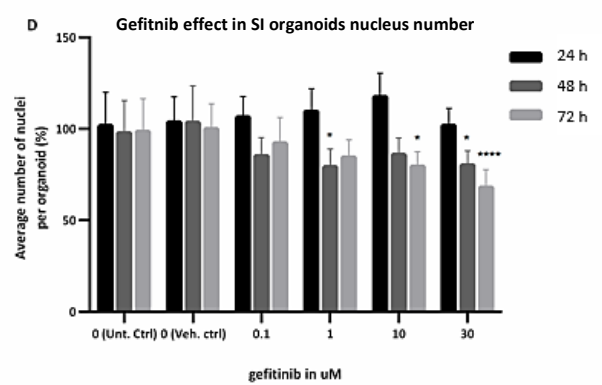 D
Gefitnib effect in SI organoids nucleus number
150
100
50
0
Average number of nuclei
per organoid (%)
24 h
48 h
72 h
*
*
*
****
0 (Unt. Ctrl) 0 (Veh. ctrl) 0.1 1 10 30
gefitinib in uM